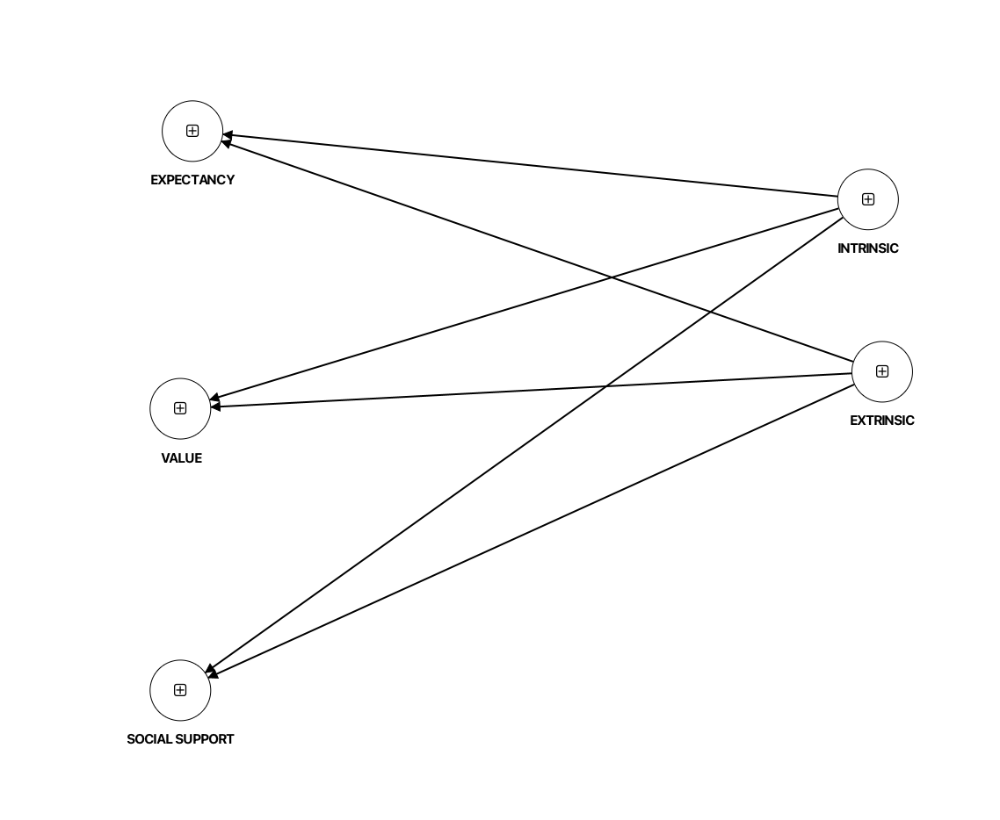 EXPECTANCY
INTRINSIC
EXTRINSIC
VALUE
SOCIAL SUPPORT